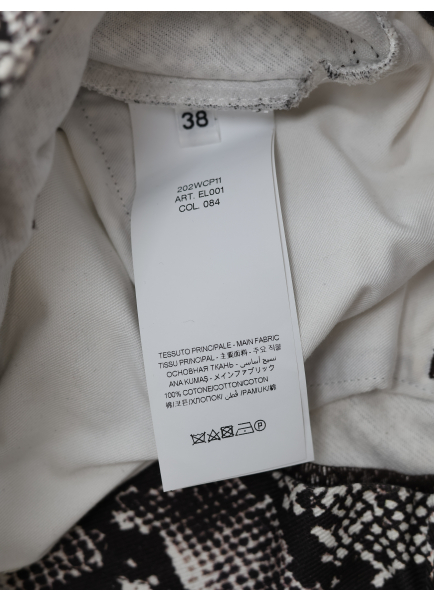 38
202WCP11
ART. EL001
COL. 084
TESSUTO PRINCIPALE - MAIN FABRIC
TISSU PRINCIPAL - 主要面料 - 주요 직물
ОСНОВНАЯ ТКАНЬ - نسيج أساسي
ANA KUMAŞ - メインファブリック
100% COTONE/COTTON/COTON
棉/코튼/ХЛОПОК/ قطن /PAMUK/綿